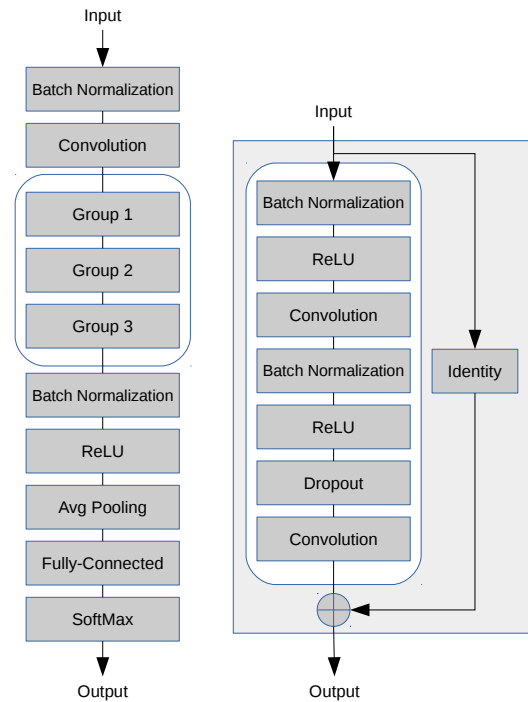 Input
Batch Normalization
Convolution
Group 1
Group 2
Group 3
Batch Normalization
ReLU
Avg Pooling
Fully-Connected
SoftMax
Output
Input
Batch Normalization
ReLU
Convolution
Batch Normalization
ReLU
Dropout
Convolution
Identity
Output